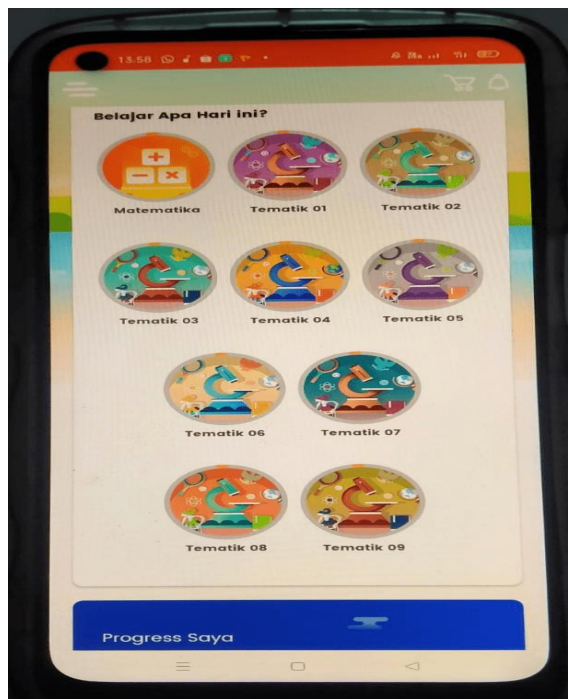 13.58
Belajar Apa Hari ini?
Matematika
Tematik 01
Tematik 02
Tematik 03
Tematik 04
Tematik 05
Tematik 06
Tematik 07
Tematik 08
Tematik 09
Progress Saya